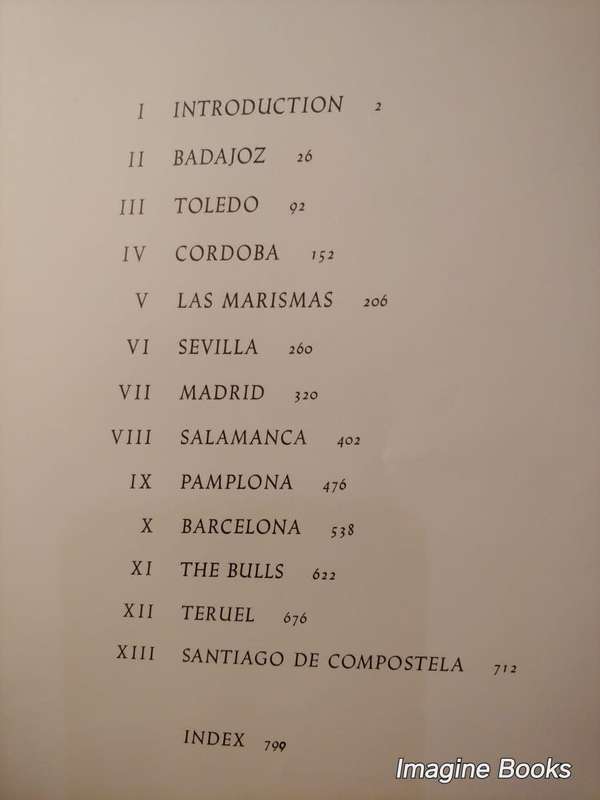 I INTRODUCTION 2
II BADAJOZ 26
III TOLEDO 92
IV CORDOBA 152
V LAS MARISMAS 206
VI SEVILLA 260
VII MADRID 320
VIII SALAMANCA 402
IX PAMPLONA 476
X BARCELONA 538
XI THE BULLS 622
XII TERUEL 676
XIII SANTIAGO DE COMPOSTELA 712
INDEX 799
Imagine Books